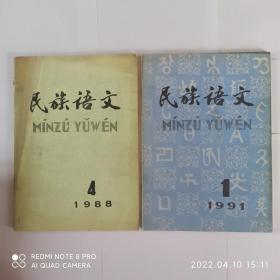 民族语文
MÍNZÚ YǓWÉN
4
1988
民族语文
MÍNZÚ YǓWÉN
1
1991
REDMI NOTE 8 PRO
AI QUAD CAMERA
2022.04.10 10:11